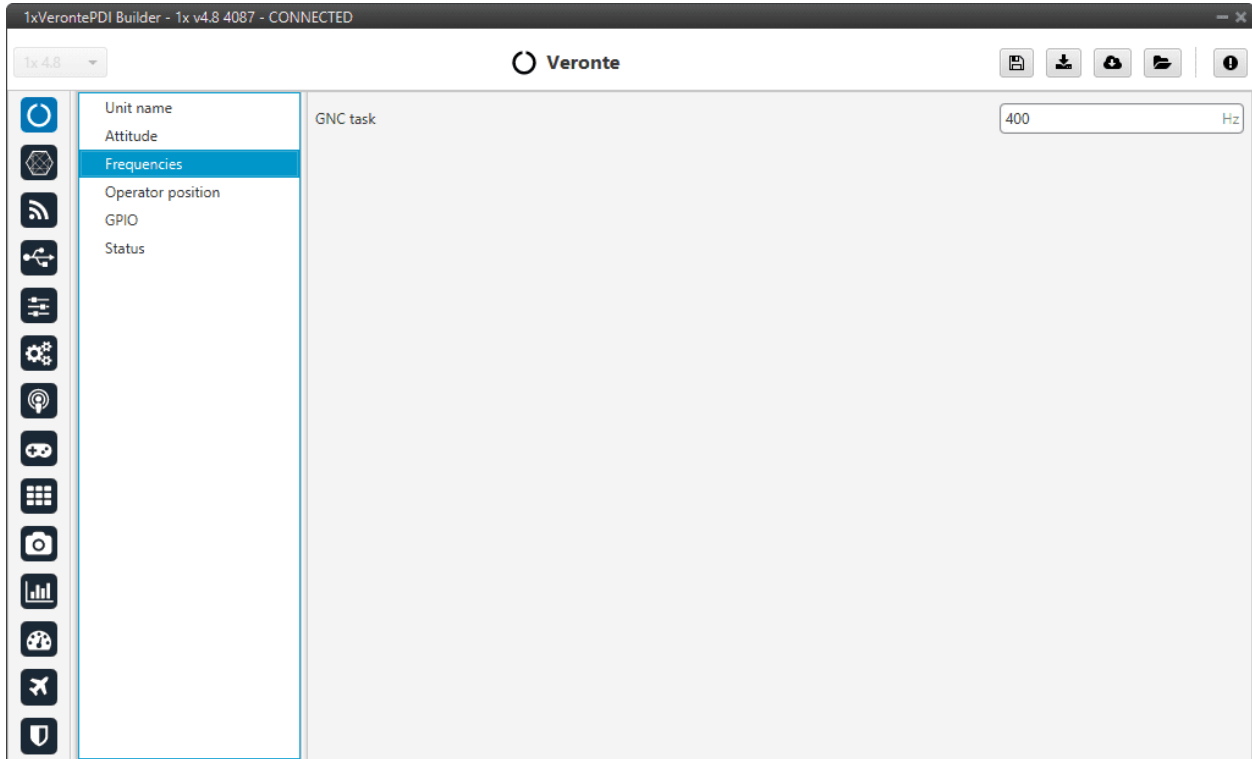 1xVerontePDI Builder - 1x v4.8 4087 - CONNECTED
1x 4.8
Veronte
Unit name
Attitude
Frequencies
Operator position
GPIO
Status
GNC task
400 Hz